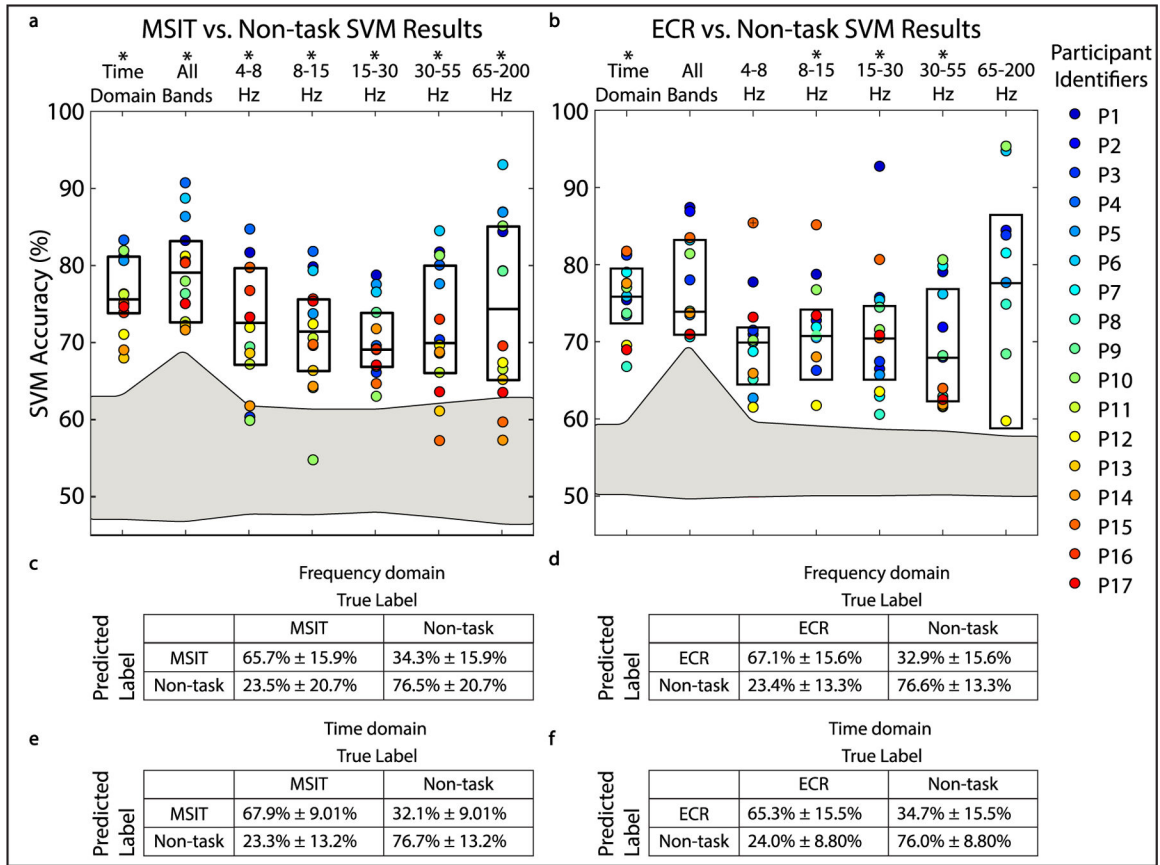 a
MSIT vs. Non-task SVM Results
* * * * * * *
Time All 4-8 8-15 15-30 30-55 65-200
Domain Bands Hz Hz Hz Hz Hz
SVM Accuracy (%)
100
90
80
70
60
50
b
ECR vs. Non-task SVM Results
* * * *
Time All 4-8 8-15 15-30 30-55 65-200
Domain Bands Hz Hz Hz Hz Hz
100
90
80
70
60
50
Participant
Identifiers
P1
P2
P3
P4
P5
P6
P7
P8
P9
P10
P11
P12
P13
P14
P15
P16
P17
c
Frequency domain
True Label
Predicted
Label
MSIT Non-task
MSIT 65.7% ± 15.9% 34.3% ± 15.9%
Non-task 23.5% ± 20.7% 76.5% ± 20.7%
d
Frequency domain
True Label
Predicted
Label
ECR Non-task
ECR 67.1% ± 15.6% 32.9% ± 15.6%
Non-task 23.4% ± 13.3% 76.6% ± 13.3%
e
Time domain
True Label
Predicted
Label
MSIT Non-task
MSIT 67.9% ± 9.01% 32.1% ± 9.01%
Non-task 23.3% ± 13.2% 76.7% ± 13.2%
f
Time domain
True Label
Predicted
Label
ECR Non-task
ECR 65.3% ± 15.5% 34.7% ± 15.5%
Non-task 24.0% ± 8.80% 76.0% ± 8.80%